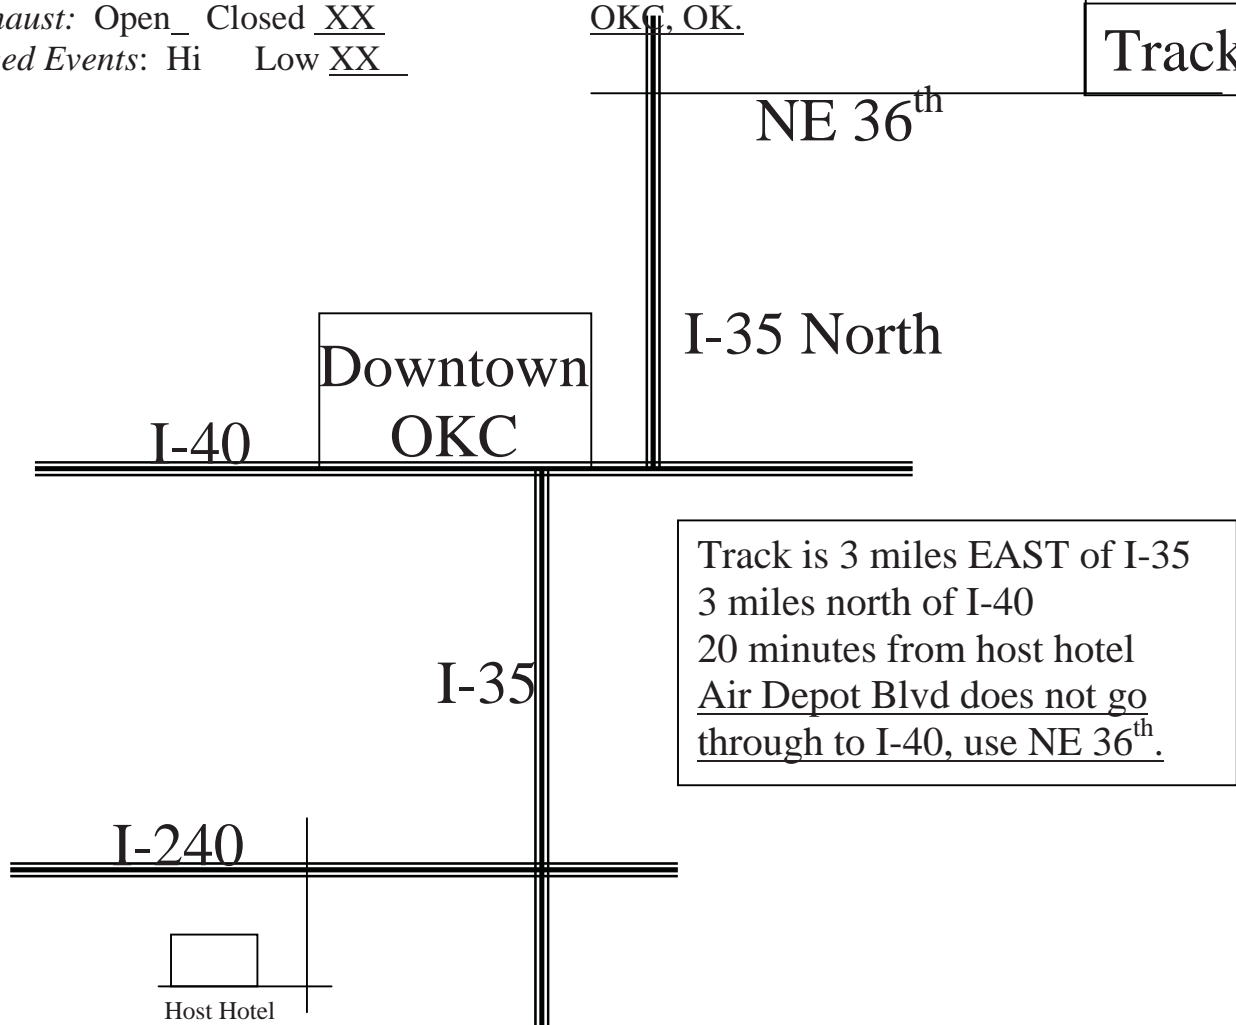 Open_ Closed XX OKC, OK.
Events: Hi Low XX
Track
NE 36th
I-35 North
Downtown
OKC
I-40
Track is 3 miles EAST of I-35
3 miles north of I-40
20 minutes from host hotel
Air Depot Blvd does not go
through to I-40, use NE 36th.
I-35
I-240
Host Hotel